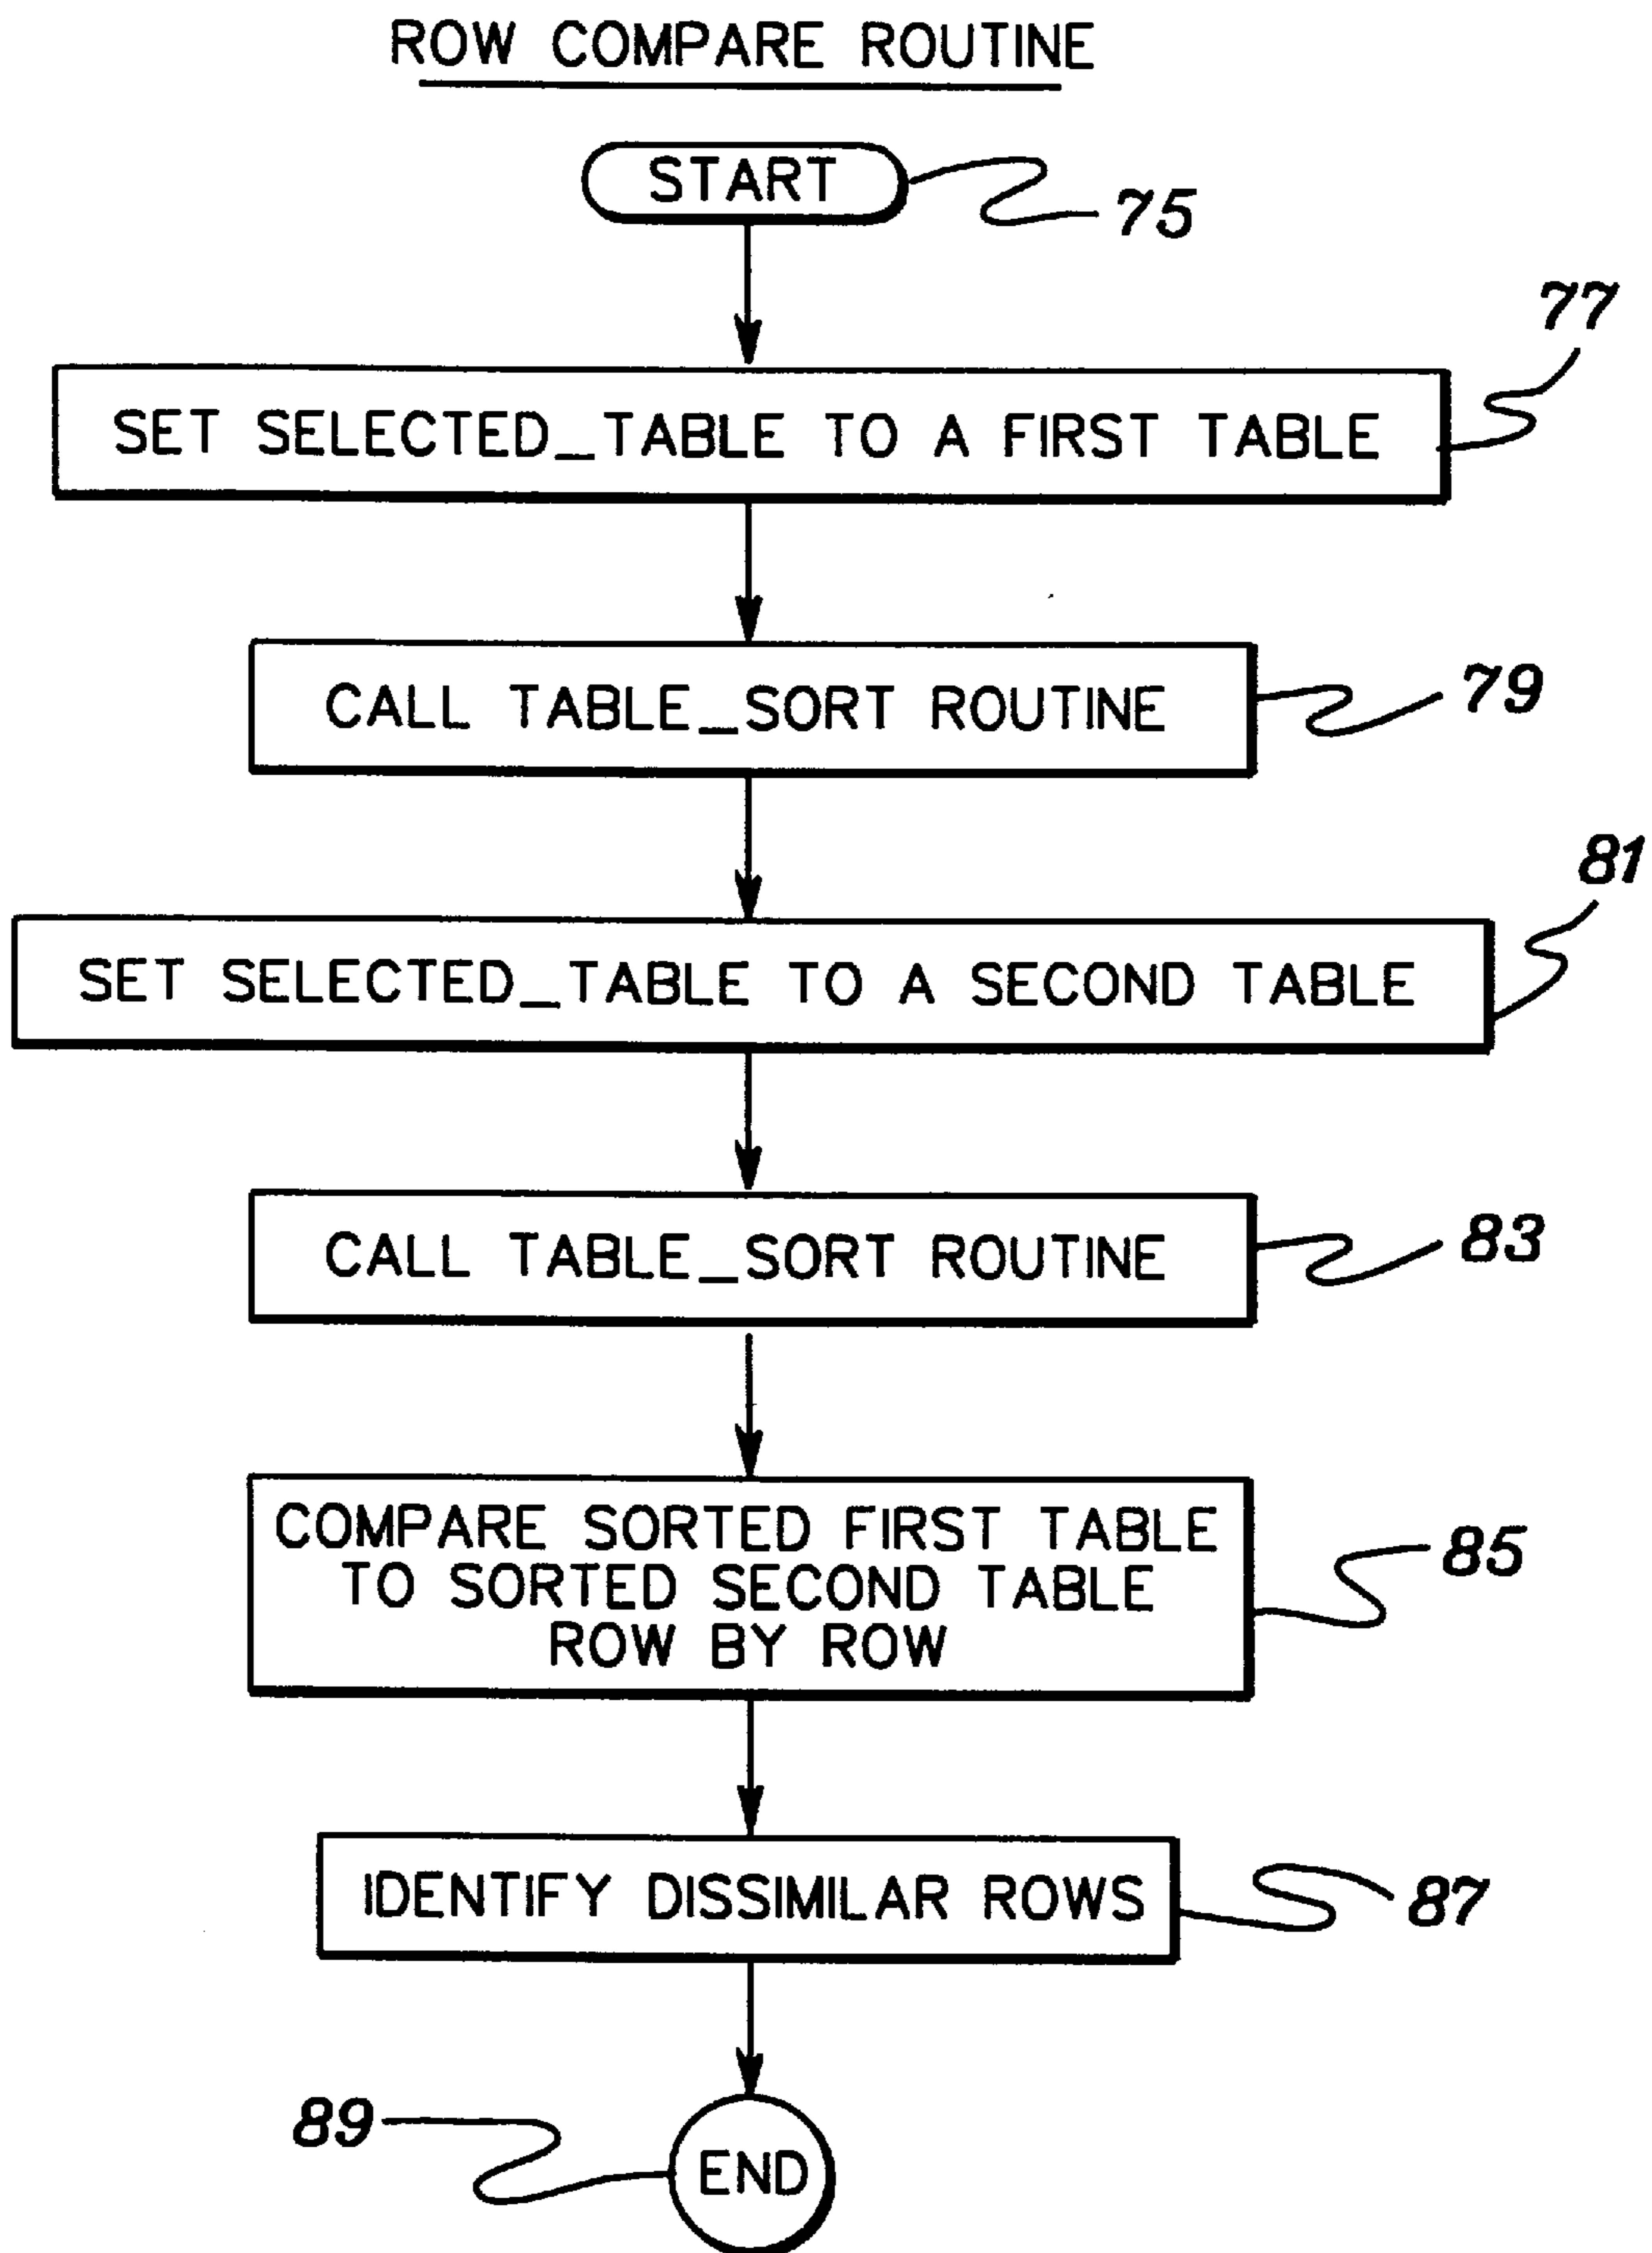 ROW COMPARE ROUTINE
START
75
77
SET SELECTED_TABLE TO A FIRST TABLE
CALL TABLE_SORT ROUTINE
79
81
SET SELECTED_TABLE TO A SECOND TABLE
CALL TABLE_SORT ROUTINE
83
COMPARE SORTED FIRST TABLE
TO SORTED SECOND TABLE
ROW BY ROW
85
IDENTIFY DISSIMILAR ROWS
87
89
END